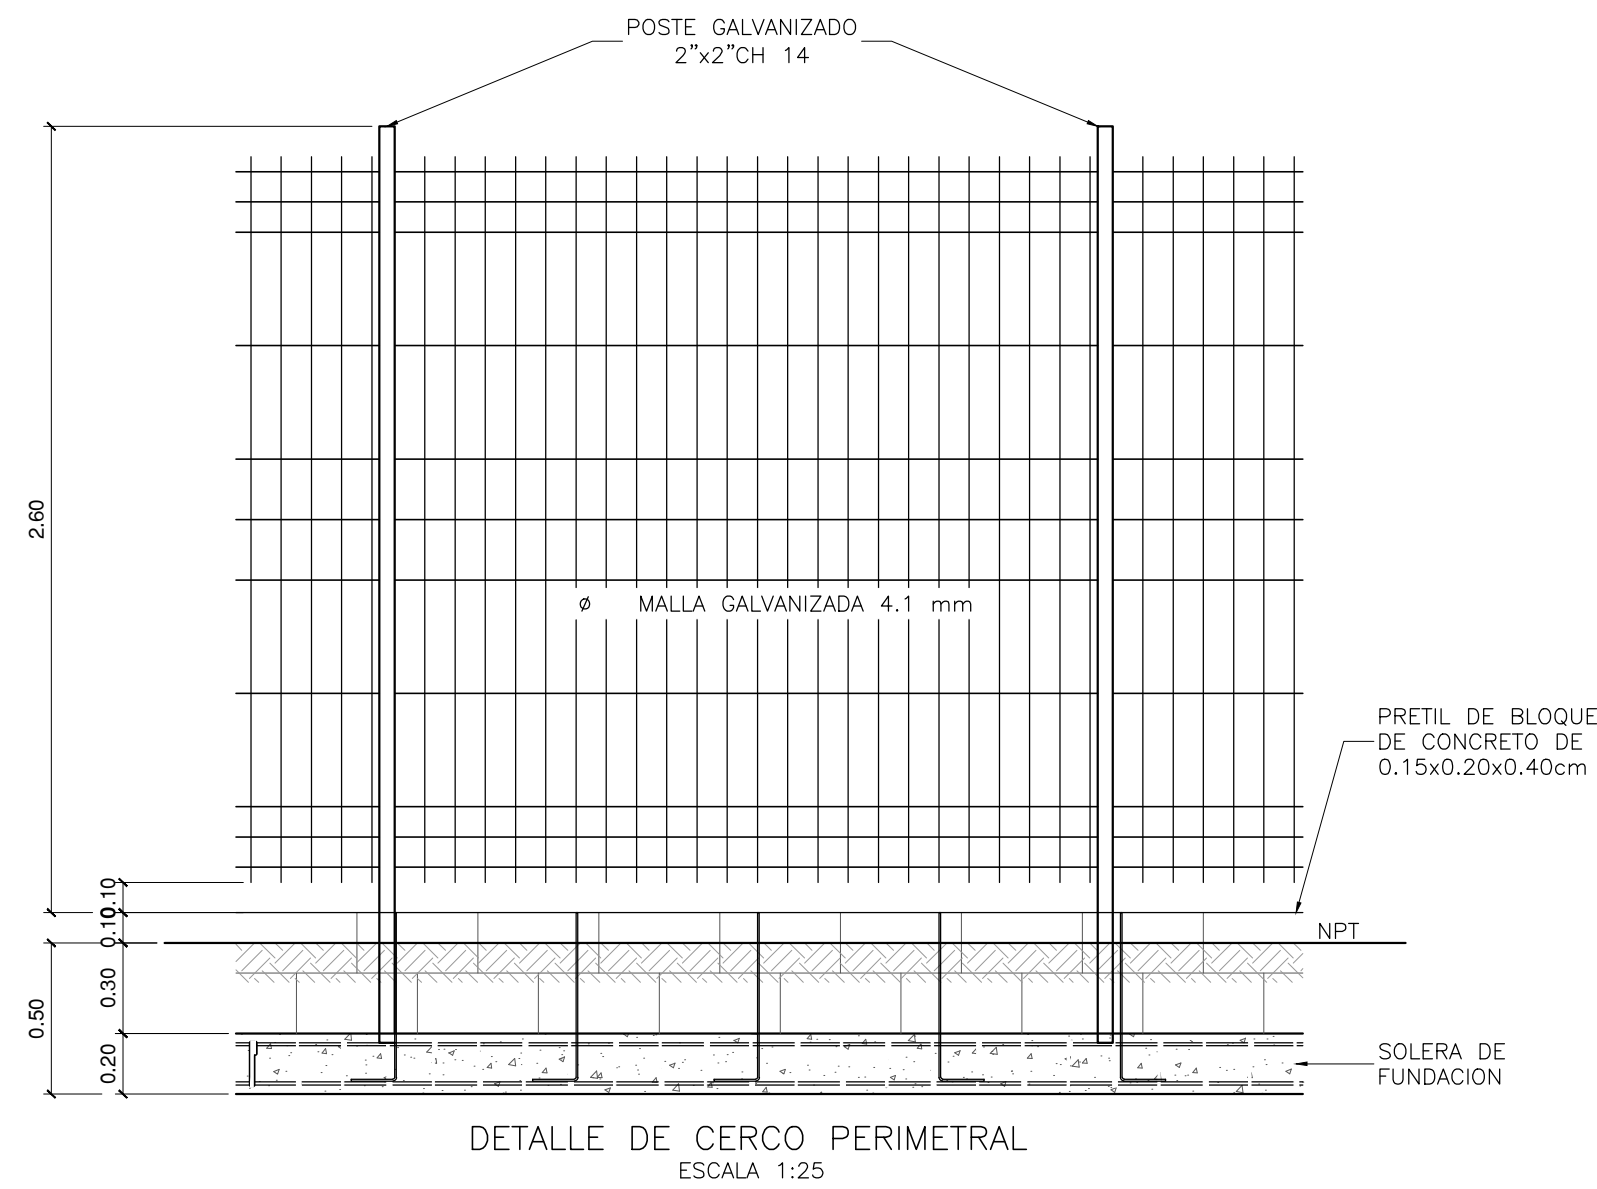 POSTE GALVANIZADO
2”x2”CH 14
2.60
ø MALLA GALVANIZADA 4.1 mm
PRETIL DE BLOQUE
DE CONCRETO DE
0.15x0.20x0.40cm
0.10
0.10
NPT
0.30
0.50
0.20
SOLERA DE
FUNDACION
DETALLE DE CERCO PERIMETRAL
ESCALA 1:25